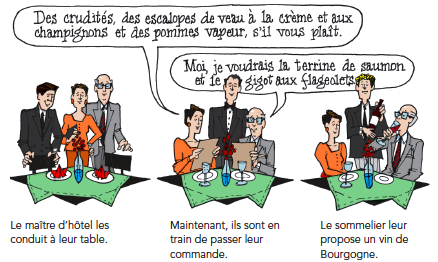 Des crudités, des escalopes de veau à la crème et aux
champignons et des pommes vapeur, s'il vous plaît.
Moi, je voudrais la terrine de saumon
et le gigot aux flageolets.
Le maître d'hôtel les
conduit à leur table.
Maintenant, ils sont en
train de passer leur
commande.
Le sommelier leur
propose un vin de
Bourgogne.